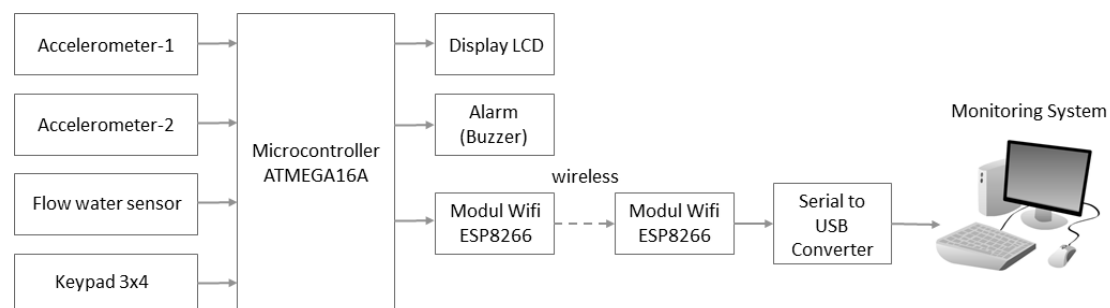 Accelerometer-1
Accelerometer-2
Flow water sensor
Keypad 3x4
Microcontroller
ATMEGA16A
Display LCD
Alarm
(Buzzer)
Modul Wifi
ESP8266
wireless
Modul Wifi
ESP8266
Serial to
USB
Converter
Monitoring System